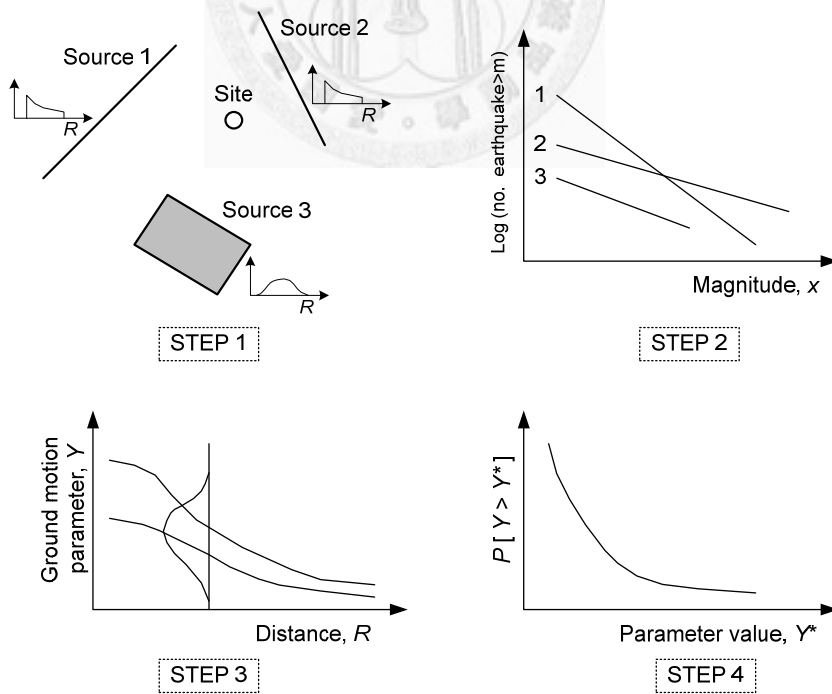 Source 1
R
Site
Source 2
R
Source 3
R
STEP 1
Log (no. earthquake>m)
1
2
3
Magnitude, x
STEP 2
Ground motion
parameter, Y
Distance, R
STEP 3
P [ Y > Y* ]
Parameter value, Y*
STEP 4